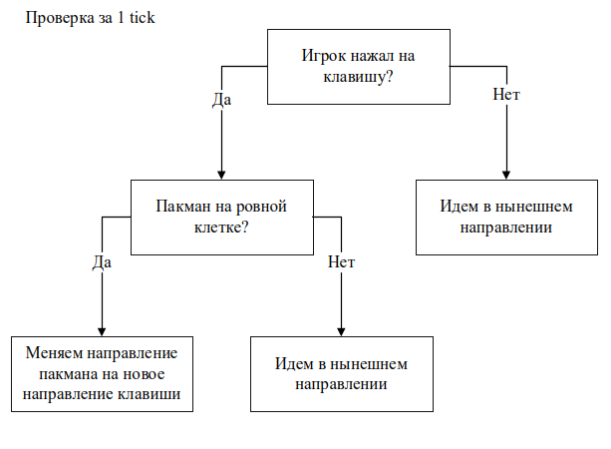 Проверка за 1 tick
Игрок нажал на
клавишу?
Да
Нет
Пакман на ровной
клетке?
Идем в нынешнем
направлении
Да
Нет
Меняем направление
пакмана на новое
направление клавиши
Идем в нынешнем
направлении